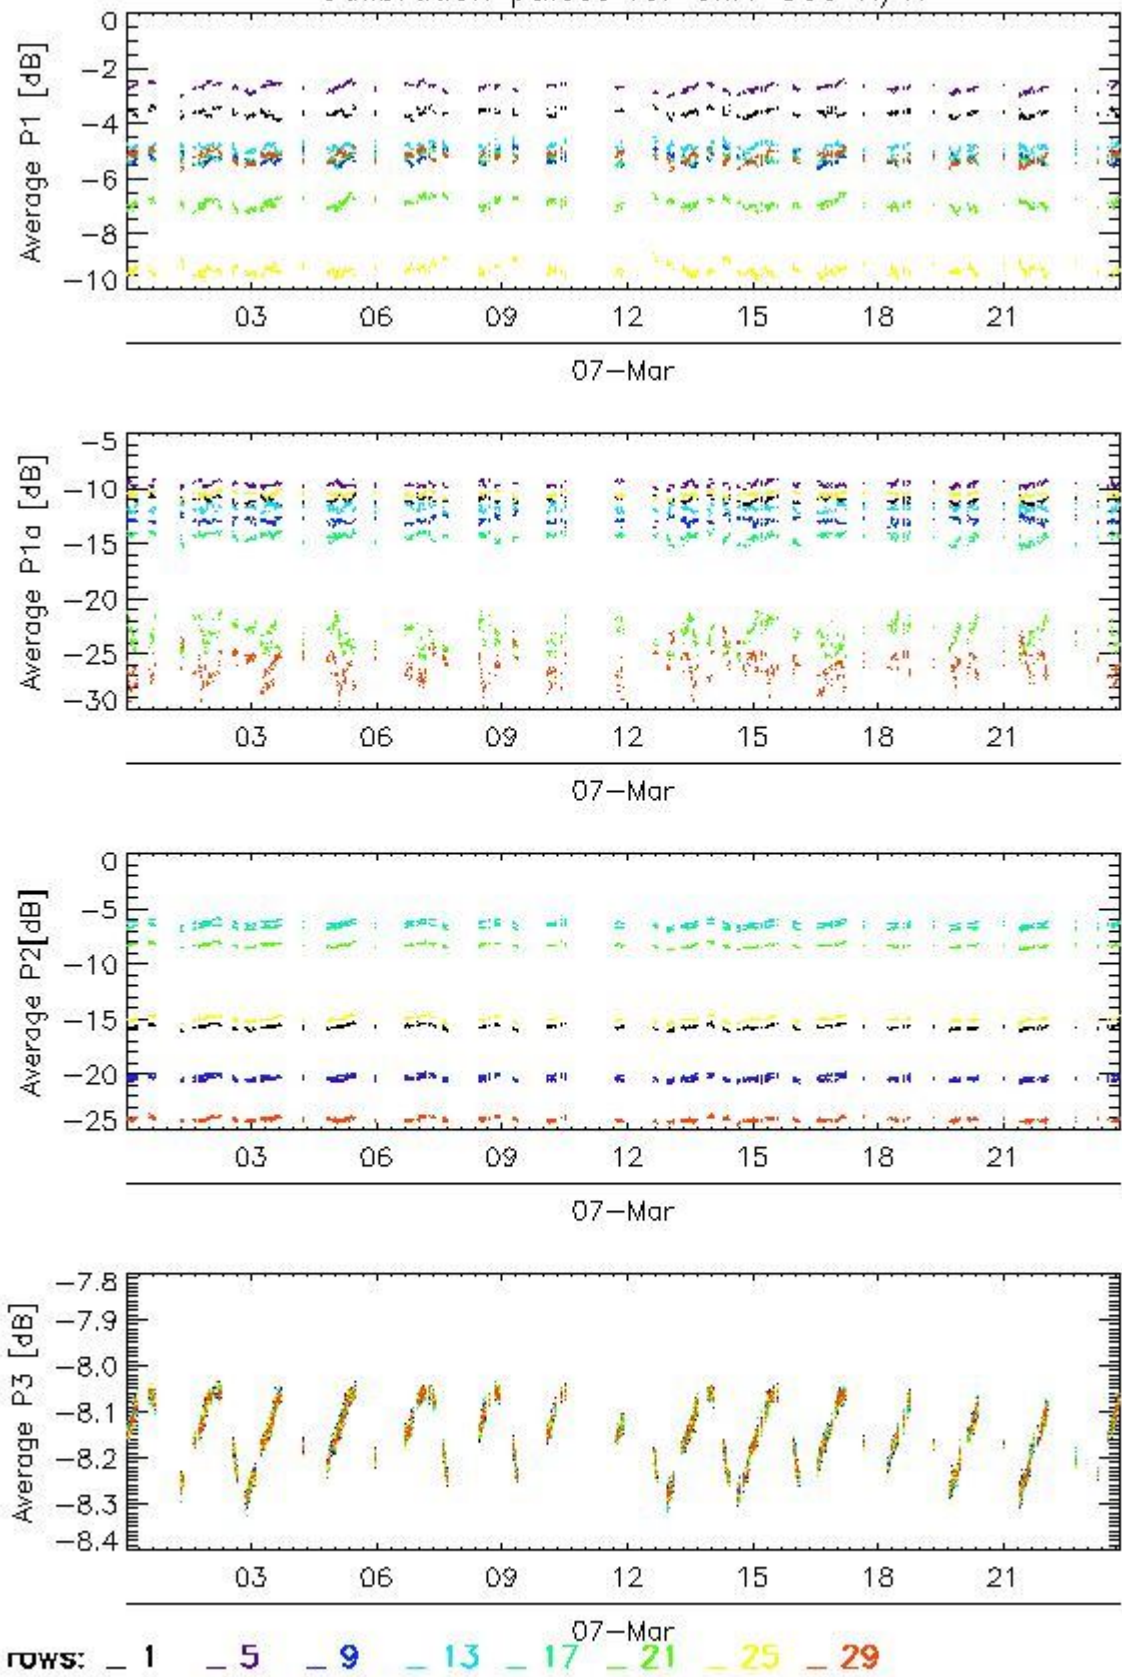 0
−2
−4
−6
−8
−10
Average P1 [dB]
03 06 09 12 15 18 21
07−Mar
−5
−10
−15
−20
−25
−30
Average P1a [dB]
03 06 09 12 15 18 21
07−Mar
0
−5
−10
−15
−20
−25
Average P2[dB]
03 06 09 12 15 18 21
07−Mar
−7.8
−7.9
−8.0
−8.1
−8.2
−8.3
−8.4
Average P3 [dB]
03 06 09 12 15 18 21
07−Mar
rows: _ 1 _ 5 _ 9 _ 13 _ 17 _ 21 _ 25 _ 29